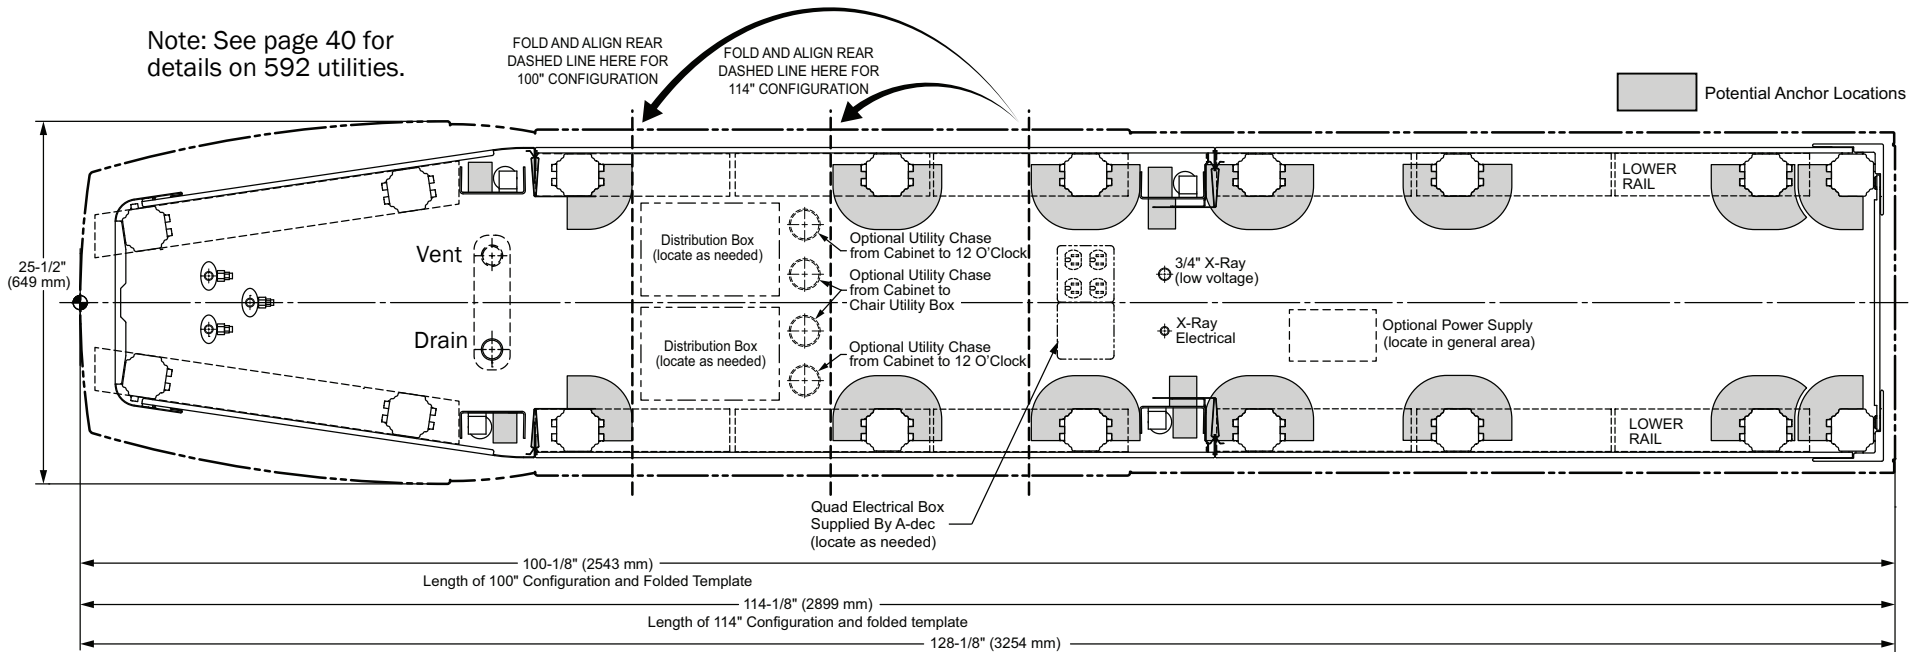 Note: See page 40 for
details on 592 utilities.
FOLD AND ALIGN REAR
DASHED LINE HERE FOR
100" CONFIGURATION
FOLD AND ALIGN REAR
DASHED LINE HERE FOR
114" CONFIGURATION
Potential Anchor Locations
25-1/2"
(649 mm)
LOWER
RAIL
Vent
Drain
Distribution Box
(locate as needed)
Distribution Box
(locate as needed)
Optional Utility Chase
from Cabinet to 12 O'Clock
Optional Utility Chase
from Cabinet to
Chair Utility Box
Optional Utility Chase
from Cabinet to 12 O'Clock
3/4" X-Ray
(low voltage)
X-Ray
Electrical
Optional Power Supply
(locate in general area)
LOWER
RAIL
Quad Electrical Box
Supplied By A-dec
(locate as needed)
100-1/8" (2543 mm)
Length of 100" Configuration and Folded Template
114-1/8" (2899 mm)
Length of 114" Configuration and folded template
128-1/8" (3254 mm)